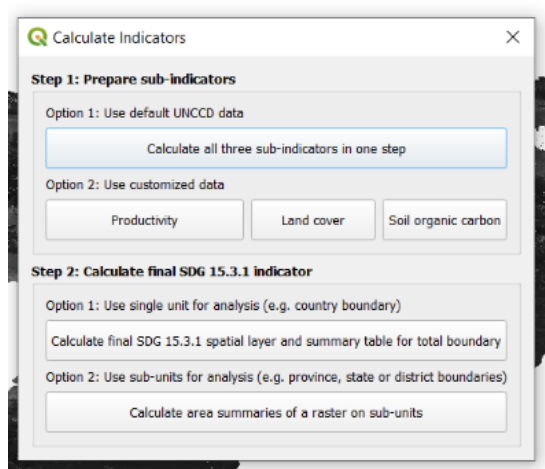 Calculate Indicators
Step 1: Prepare sub-indicators
Option 1: Use default UNCCD data
Calculate all three sub-indicators in one step
Option 2: Use customized data
Productivity
Land cover
Soil organic carbon
Step 2: Calculate final SDG 15.3.1 indicator
Option 1: Use single unit for analysis (e.g. country boundary)
Calculate final SDG 15.3.1 spatial layer and summary table for total boundary
Option 2: Use sub-units for analysis (e.g. province, state or district boundaries)
Calculate area summaries of a raster on sub-units